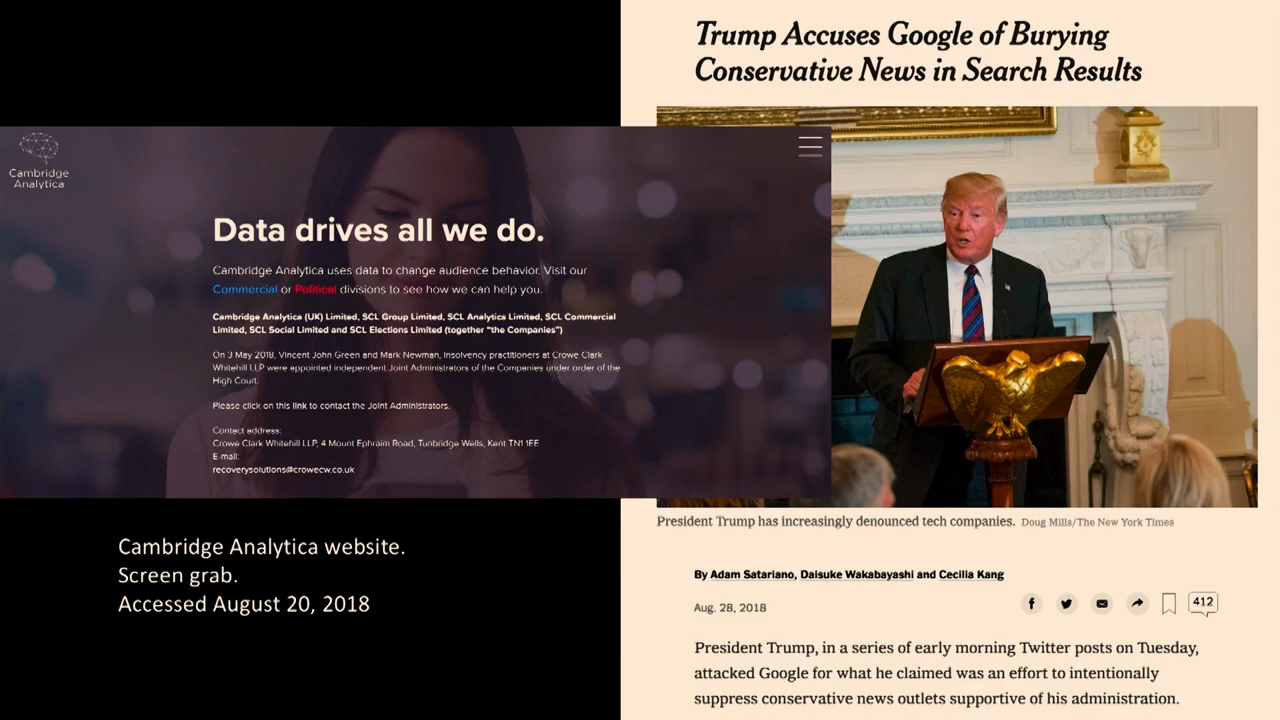 Trump Accuses Google of Burying
Conservative News in Search Results
Cambridge
Analytica
Data drives all we do.
Cambridge Analytica uses data to change audience behavior. Visit our
Commercial or Political divisions to see how we can help you.
Cambridge Analytica (UK) Limited, SCL Group Limited, SCL Analytica Limited, SCL Commercial
Limited, SCL Social Limited and SCL Elections Limited (together "the Companies")
On 3 May 2018, Vincent John Green and Mark Newman, insolvency practitioners at Crowe Clark
Whitehill LLP were appointed independent Joint Administrators of the Companies under order of the
High Court.
Please click on this link to contact the Joint Administrators.
Contact address:
Crowe Clark Whitehill LLP, 4 Mount Ephraim Road, Tunbridge Wells, Kent TN1 1EE
E-mail:
recoverysolutions@crowecw.co.uk
Cambridge Analytica website.
Screen grab.
Accessed August 20, 2018
President Trump has increasingly denounced tech companies. Doug Mills/The New York Times
By Adam Satariano, Daisuke Wakabayashi and Cecilia Kang
Aug. 28, 2018
412
President Trump, in a series of early morning Twitter posts on Tuesday,
attacked Google for what he claimed was an effort to intentionally
suppress conservative news outlets supportive of his administration.